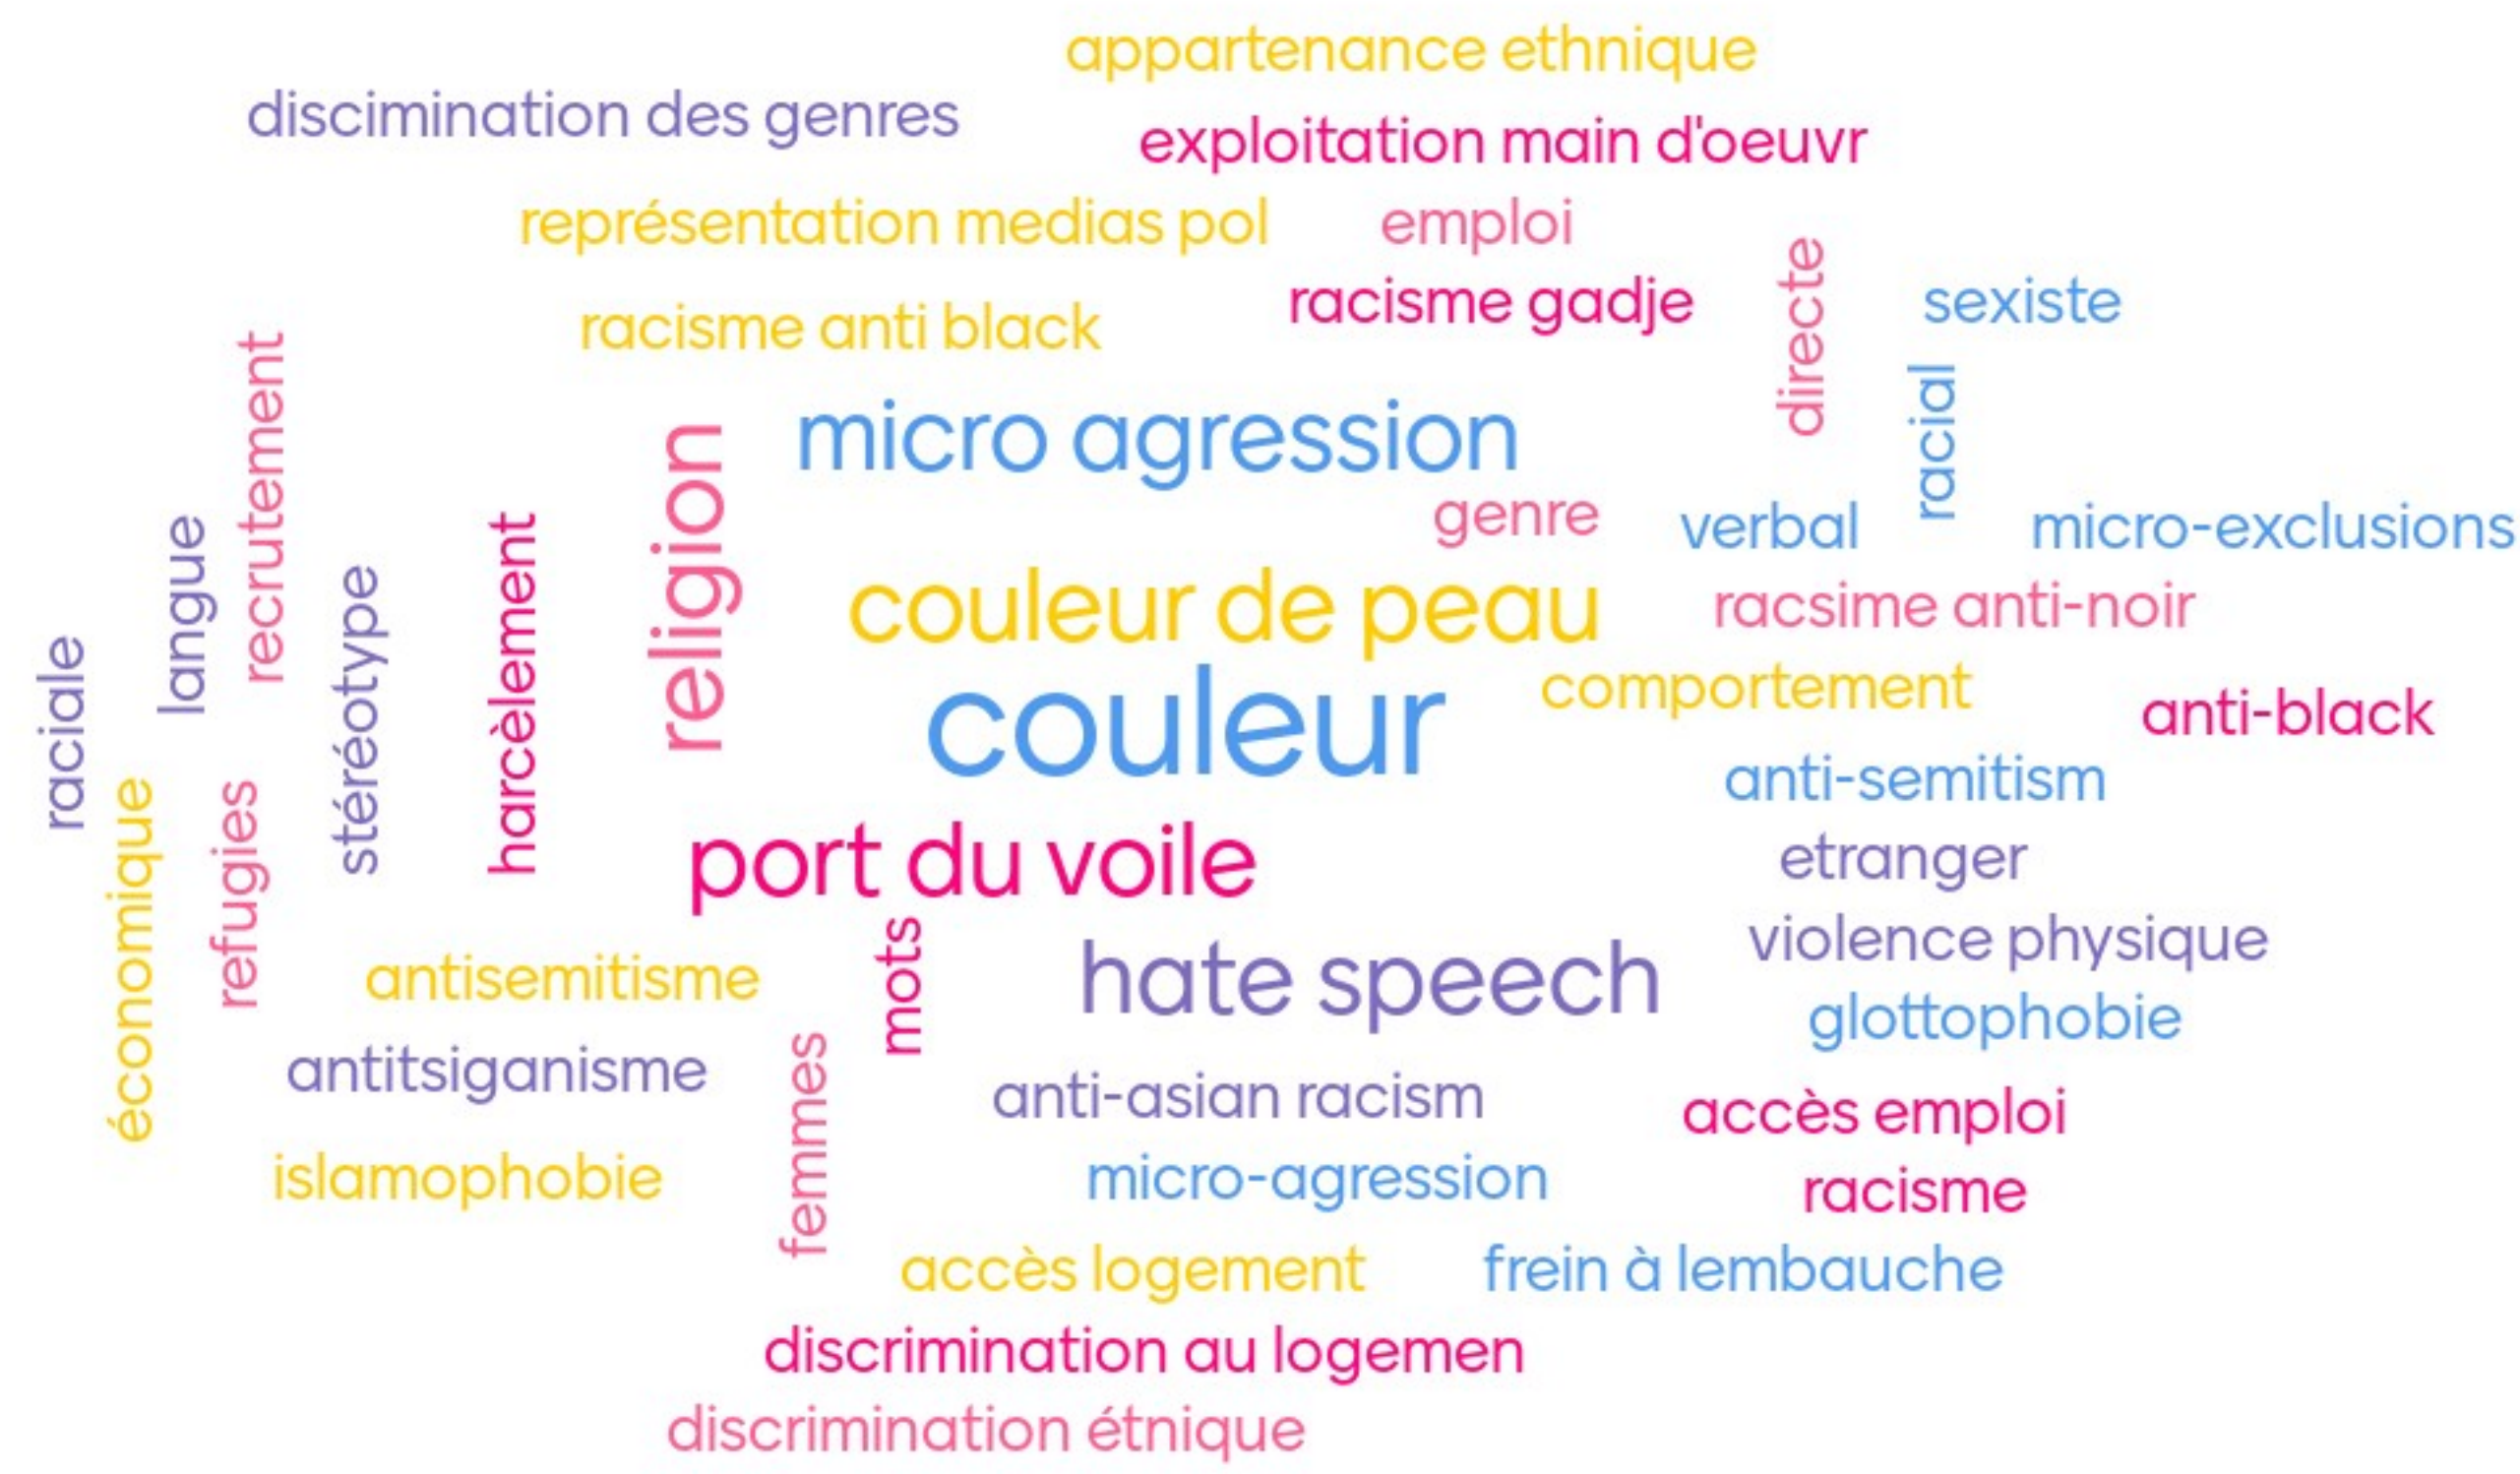 appartenance ethnique
discimination des genres
exploitation main d'oeuvr
représentation medias pol
emploi
directe
racisme gadje
sexiste
racisme anti black
recrutement
racial
micro agression
religion
genre
verbal
micro-exclusions
langue
harcèlement
stéréotype
couleur de peau
racsime anti-noir
raciale
couleur
comportement
anti-black
anti-semitism
économique
refugies
port du voile
etranger
mots
violence physique
antisemitisme
hate speech
glottophobie
antitsiganisme
femmes
anti-asian racism
accès emploi
islamophobie
micro-agression
racisme
accès logement
frein à lembauche
discrimination au logemen
discrimination étnique